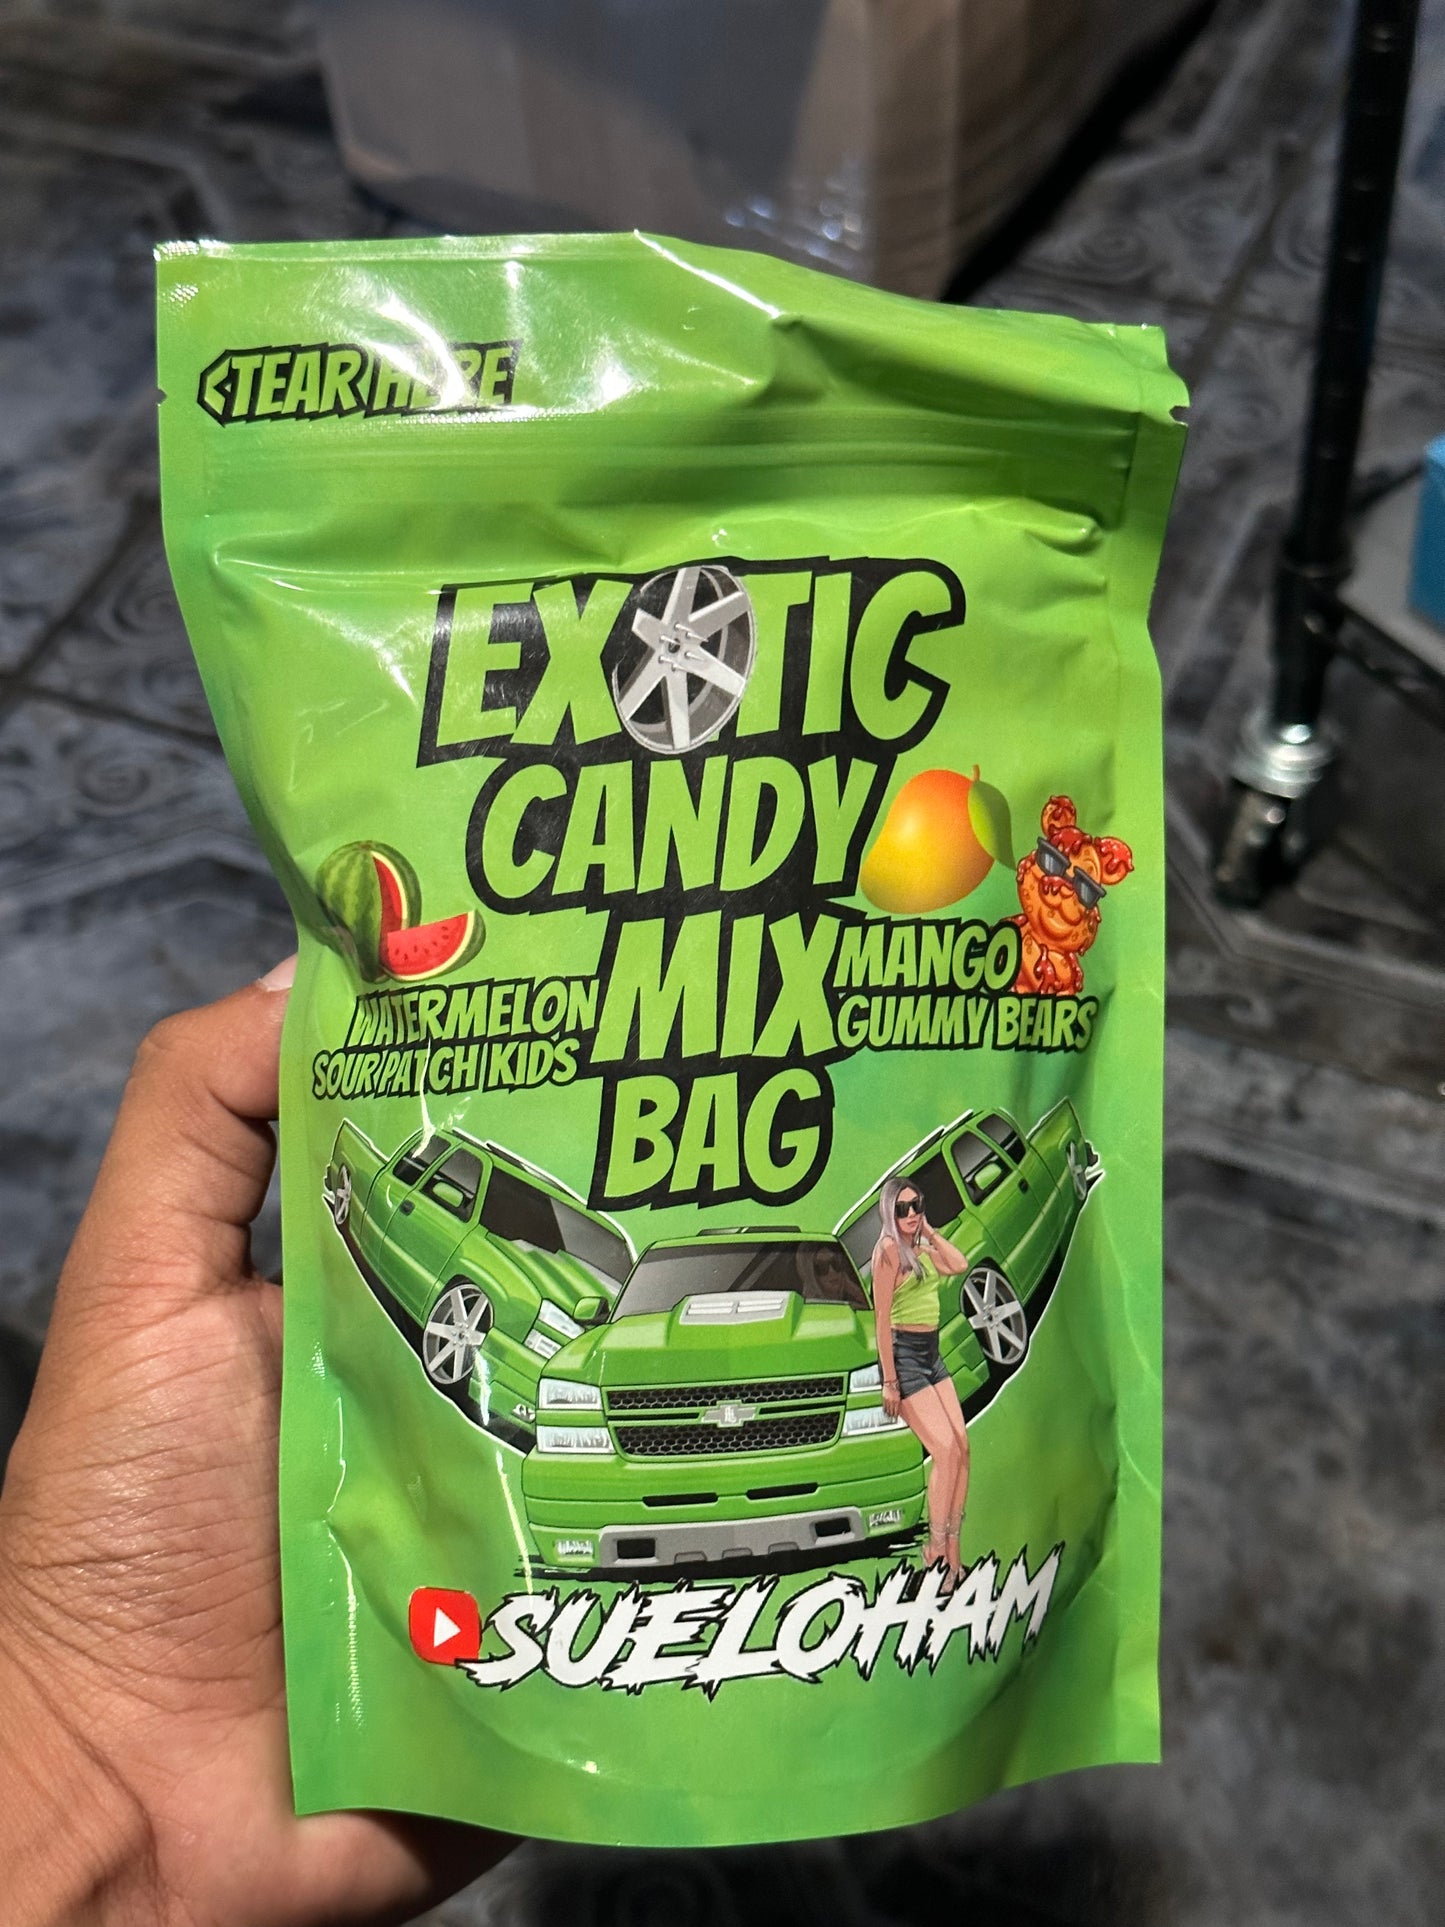 <TEAR HERE
EXOTIC
CANDY
MIX
BAG
WATERMELON
SOUR PATCH KIDS
MANGO
GUMMY BEARS
SUELOHAM